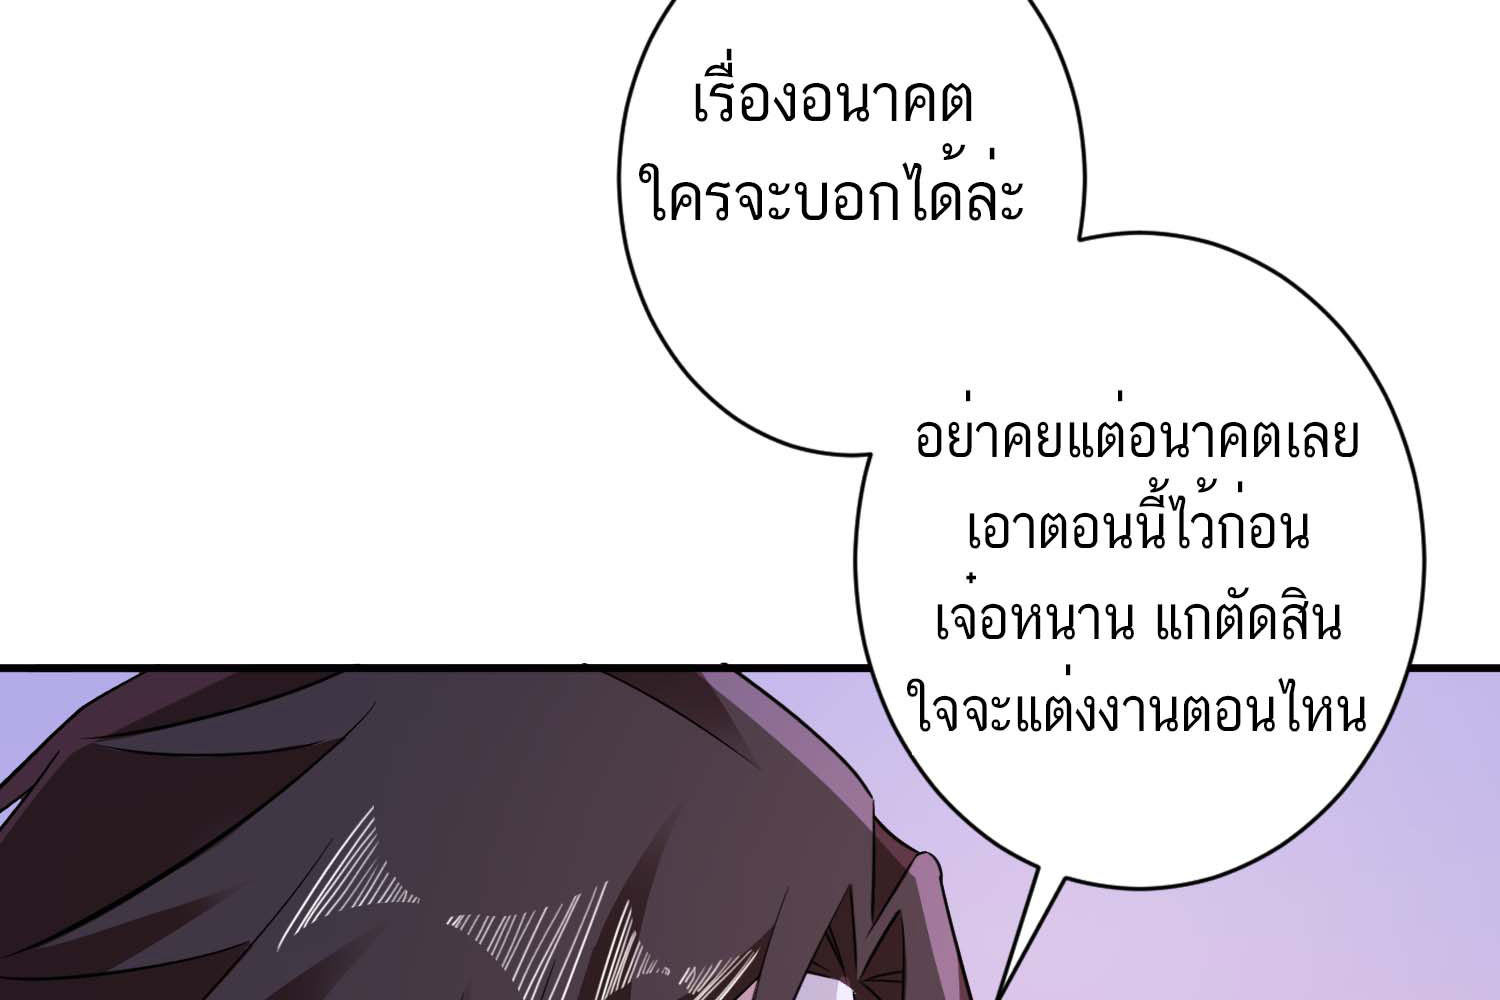 เรื่องอนาคต
ใครจะบอกได้ล่ะ
อย่าคยแต่อนาคตเลย
เอาตอนนี้ไว้ก่อน
เจ๋อหนาน แกตัดสิน
ใจจะแต่งงานตอนไหน